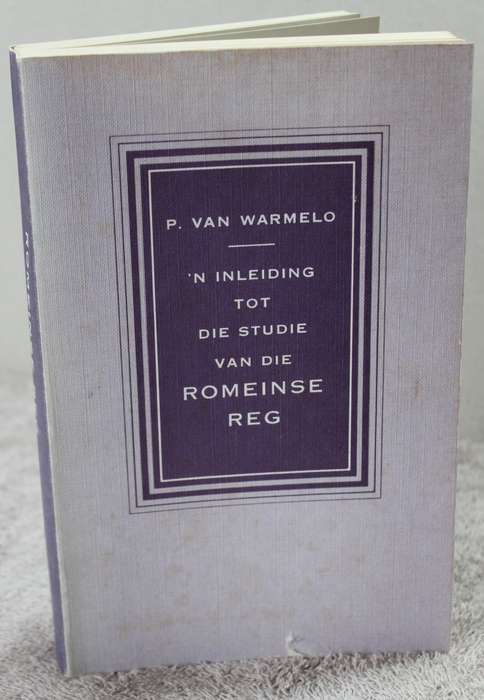 P. VAN WARMELO
'N INLEIDING
TOT
DIE STUDIE
VAN DIE
ROMEINSE
REG